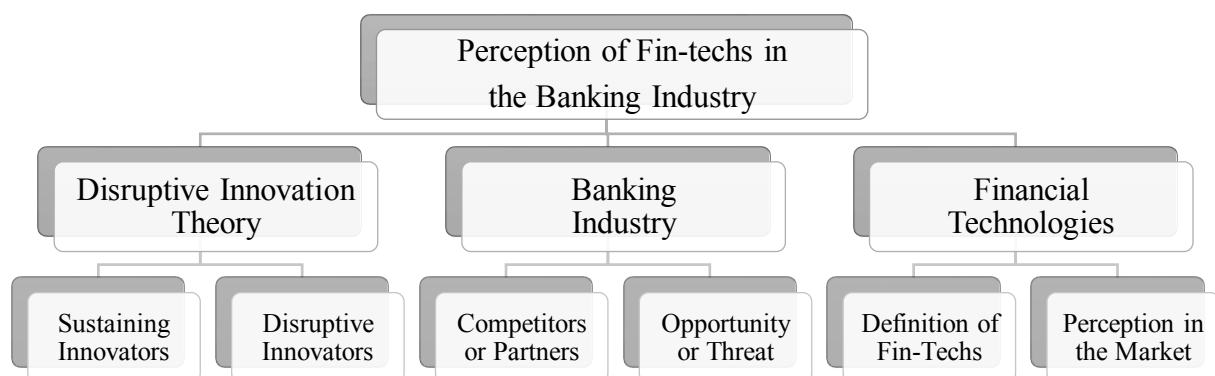 Perception of Fin-techs in
the Banking Industry
Disruptive Innovation
Theory
Banking
Industry
Financial
Technologies
Sustaining
Innovators
Disruptive
Innovators
Competitors
or Partners
Opportunity
or Threat
Definition of
Fin-Techs
Perception in
the Market